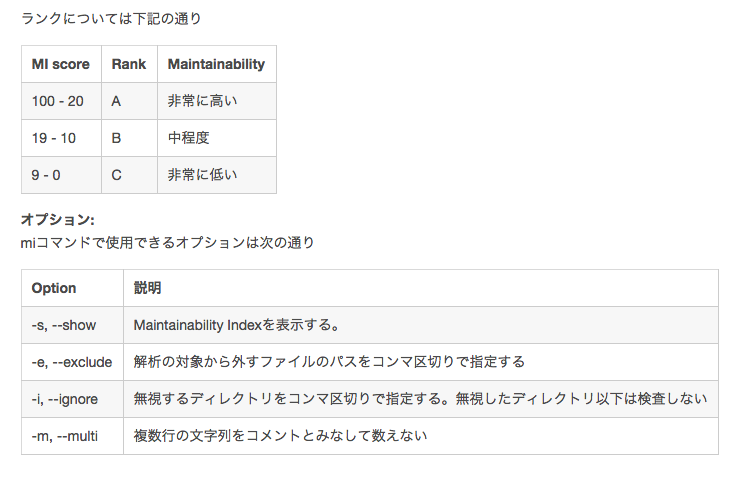 ランクについては下記の通り
MI score Rank Maintainability
100 - 20 A 非常に高い
19 - 10 B 中程度
9 - 0 C 非常に低い
オプション:
miコマンドで使用できるオプションは次の通り
Option 説明
-s, --show Maintainability Indexを表示する。
-e, --exclude 解析の対象から外すファイルのパスをコンマ区切りで指定する
-i, --ignore 無視するディレクトリをコンマ区切りで指定する。無視したディレクトリ以下は検査しない
-m, --multi 複数行の文字列をコメントとみなして数えない